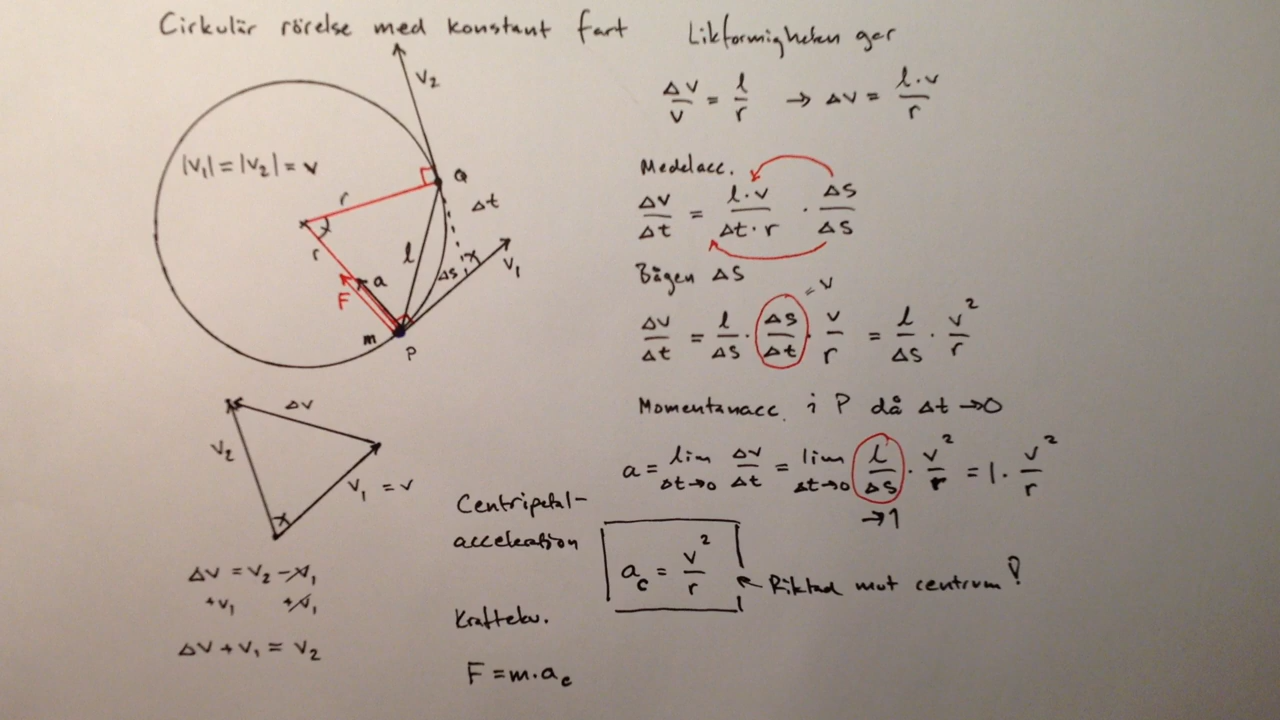 Cirkulär rörelse med konstant fart
V₂
|V₁| = |V₂| = v
Q
r
Δt
r
l
V₁
a
Δs
x
F
m
P
ΔV
V₂
V₁ = v
x
ΔV = V₂ - V₁
+V₁ +V₁
ΔV + V₁ = V₂
Likformigheten ger
ΔV/V = l/r → ΔV = l·v/r
Medelacc.
ΔV/Δt = l·v/Δt·r · Δs/Δs
Bågen Δs
= v
ΔV/Δt = l/Δs · Δs/Δt · v/r = l/Δs · v²/r
Momentanacc. i P då Δt → 0
a = lim Δt→0 ΔV/Δt = lim Δt→0 l/Δs · v²/r = 1 · v²/r
→ 1
Centripetal-
acceleration
a_c = v²/r
Riktad mot centrum!
Kraftekv.
F = m·a_c